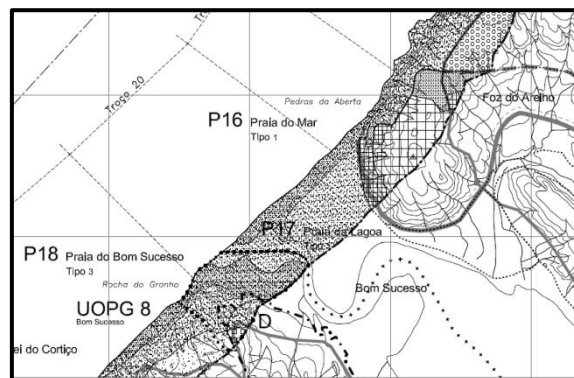 Troço 20
Pedras da Aberta
Foz do Arelho
P16 Praia do Mar
Tipo 1
P17 Praia da Lagoa
P18 Praia do Bom Sucesso
Tipo 3
Rocha do Gronho
Bom Sucesso
UOPG 8
Bom Sucesso
D
ei do Cortiço